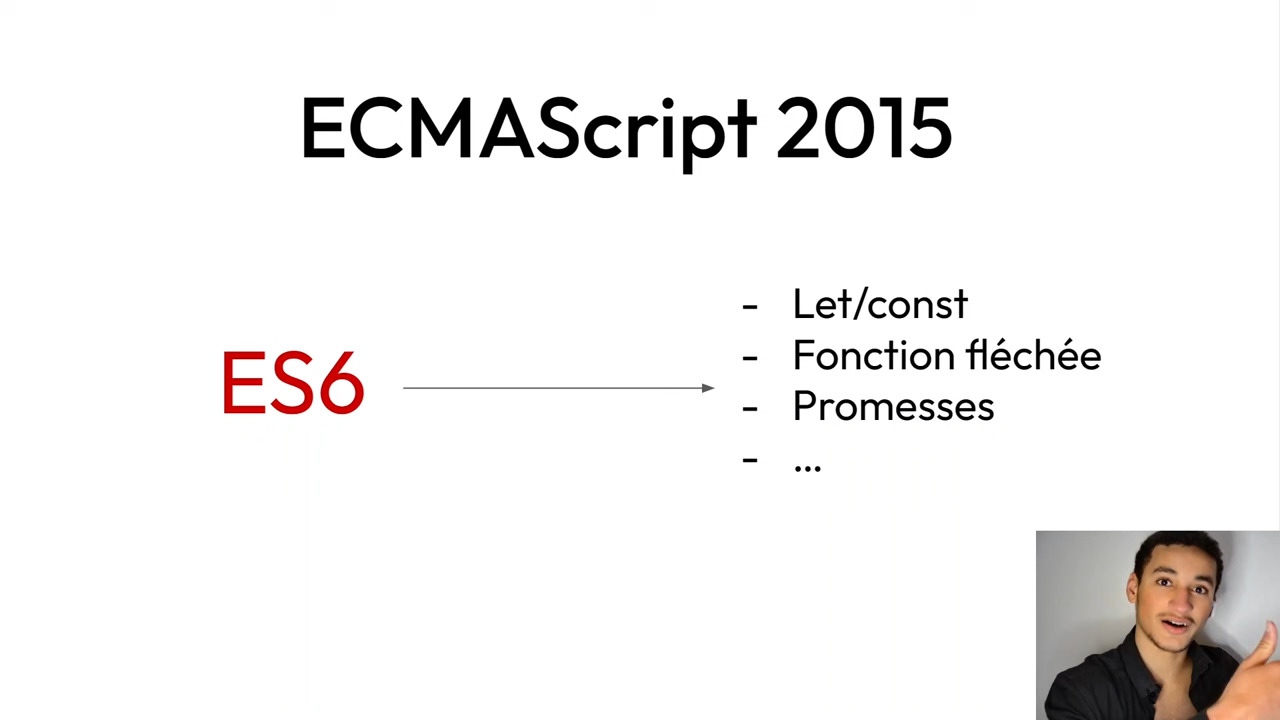 ECMAScript 2015
ES6
- Let/const
- Fonction fléchée
- Promesses
- ...